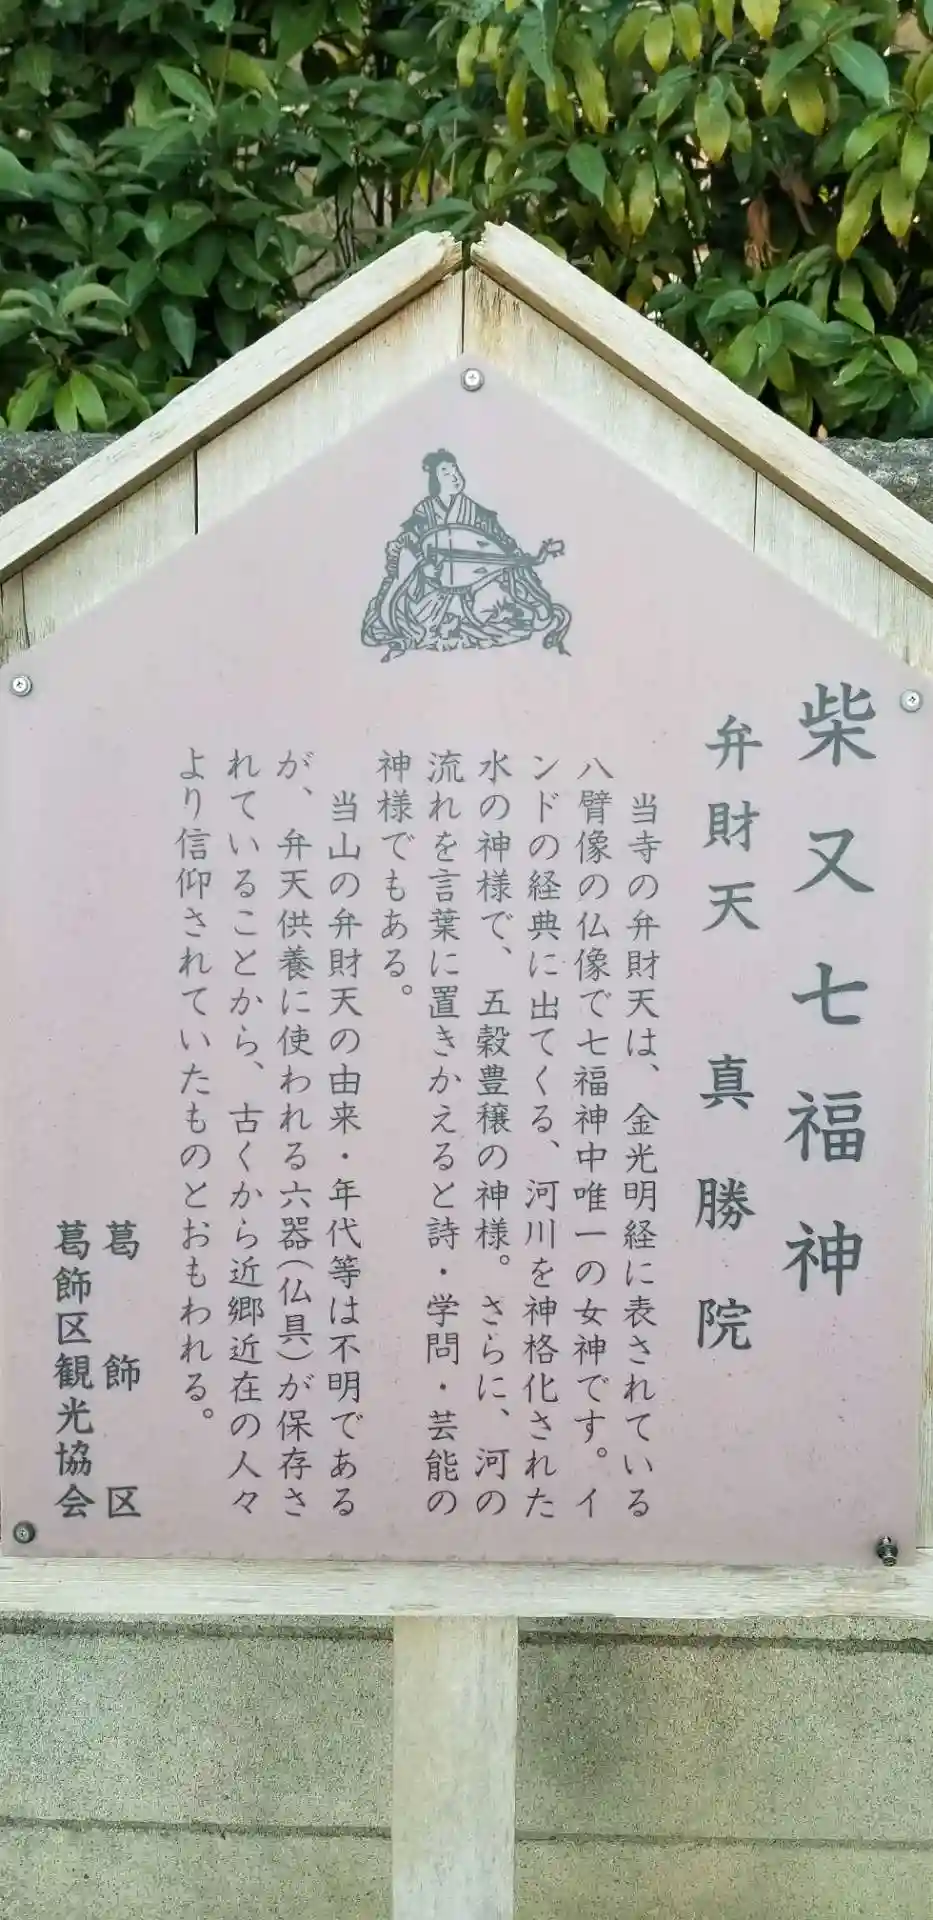 柴又七福神
弁財天　真勝院
当寺の弁財天は、金光明経に表されている
八臂像の仏像で七福神中唯一の女神です。イ
ンドの経典に出てくる、河川を神格化された
水の神様で、五穀豊穣の神様。さらに、河の
流れを言葉に置きかえると詩・学問・芸能の
神様でもある。
当山の弁財天の由来・年代等は不明である
が、弁天供養に使われる六器（仏具）が保存さ
れていることから、古くから近郷近在の人々
より信仰されていたものとおもわれる。
葛飾区
葛飾区観光協会